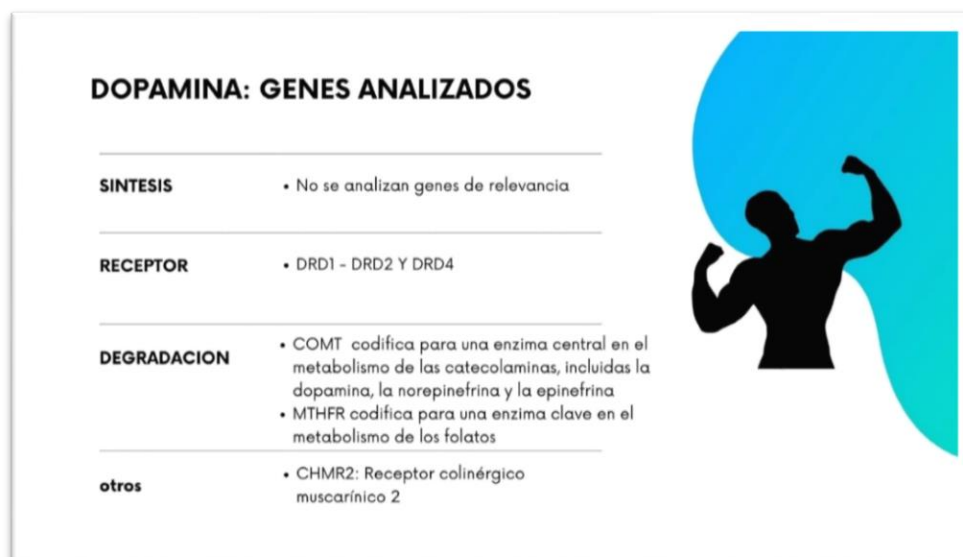 DOPAMINA: GENES ANALIZADOS
SINTESIS
• No se analizan genes de relevancia
RECEPTOR
• DRD1 - DRD2 Y DRD4
DEGRADACION
• COMT codifica para una enzima central en el
metabolismo de las catecolaminas, incluidas la
dopamina, la norepinefrina y la epinefrina
• MTHFR codifica para una enzima clave en el
metabolismo de los folatos
otros
• CHMR2: Receptor colinérgico
muscarínico 2